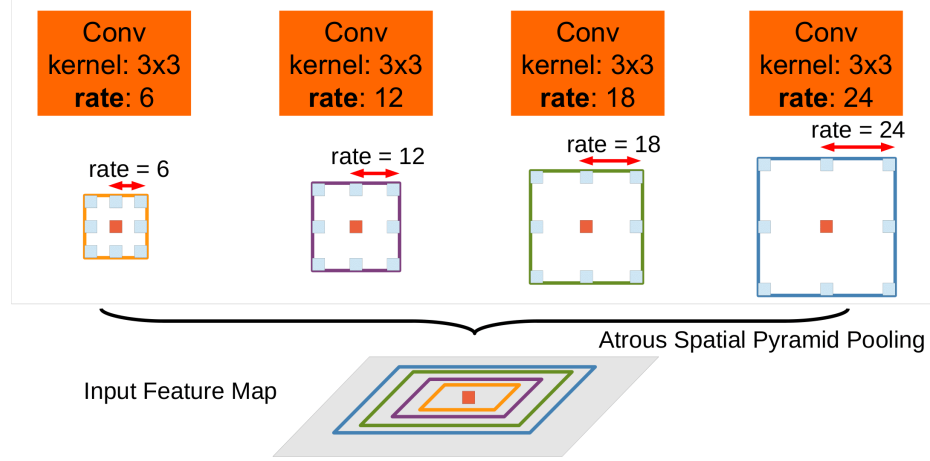 Conv
kernel: 3x3
rate: 6
Conv
kernel: 3x3
rate: 12
Conv
kernel: 3x3
rate: 18
Conv
kernel: 3x3
rate: 24
rate = 6
rate = 12
rate = 18
rate = 24
Atrous Spatial Pyramid Pooling
Input Feature Map